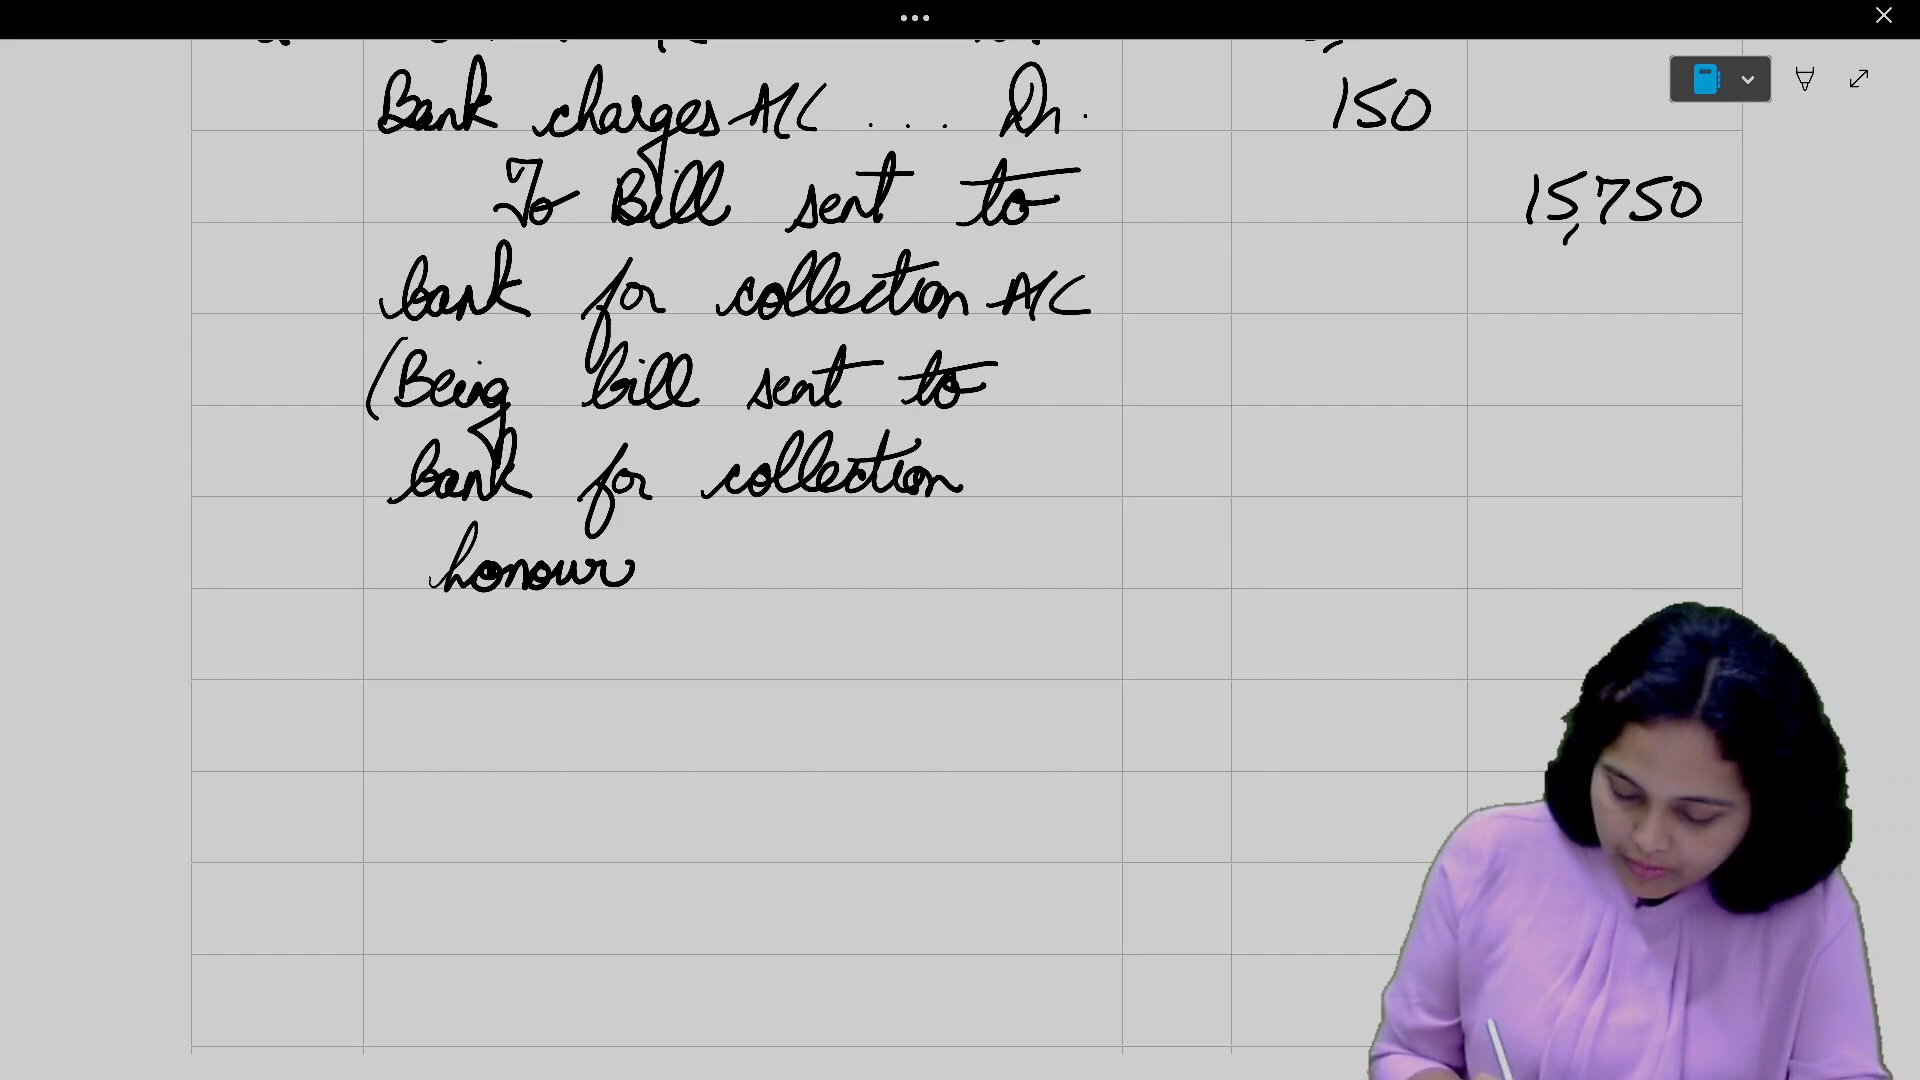 Bank charges A/C ... Dr. 150
To Bill sent to 15,750
bank for collection A/C
(Being bill sent to
bank for collection
honour